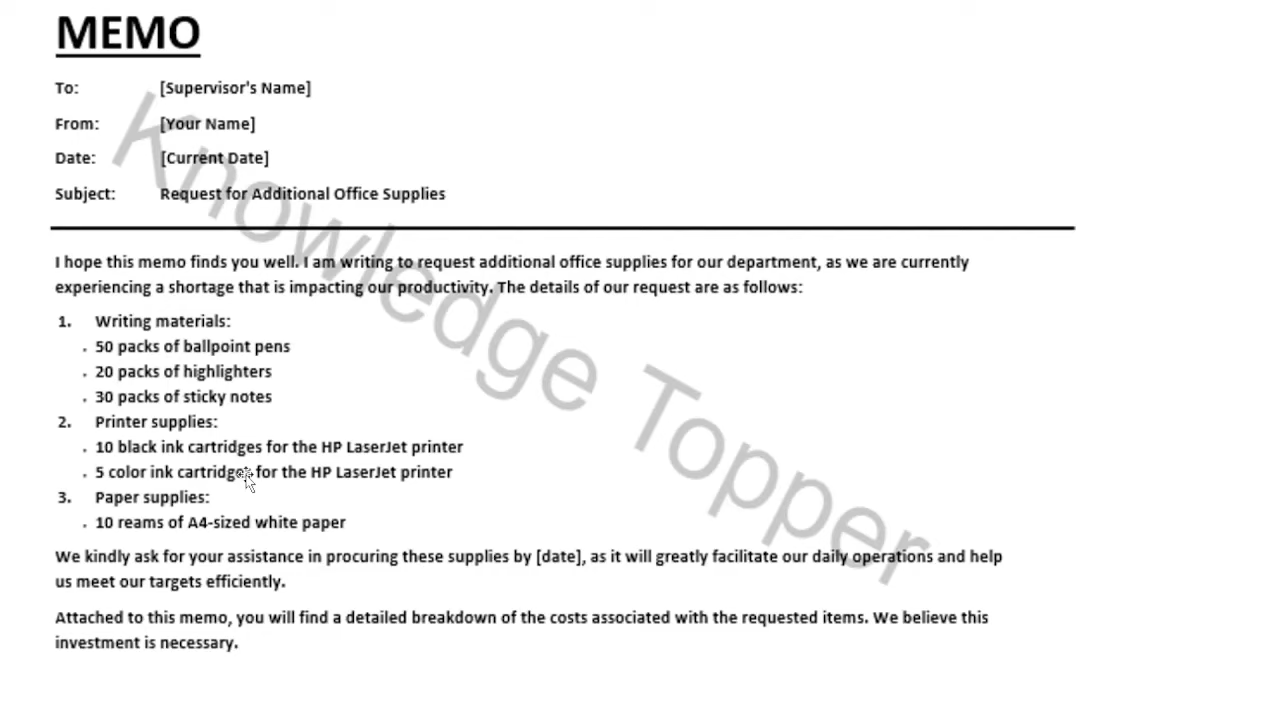 MEMO
To: [Supervisor's Name]
From: [Your Name]
Date: [Current Date]
Subject: Request for Additional Office Supplies
I hope this memo finds you well. I am writing to request additional office supplies for our department, as we are currently
experiencing a shortage that is impacting our productivity. The details of our request are as follows:
1. Writing materials:
. 50 packs of ballpoint pens
. 20 packs of highlighters
. 30 packs of sticky notes
2. Printer supplies:
. 10 black ink cartridges for the HP LaserJet printer
. 5 color ink cartridges for the HP LaserJet printer
3. Paper supplies:
. 10 reams of A4-sized white paper
We kindly ask for your assistance in procuring these supplies by [date], as it will greatly facilitate our daily operations and help
us meet our targets efficiently.
Attached to this memo, you will find a detailed breakdown of the costs associated with the requested items. We believe this
investment is necessary.
Knowledge Topper